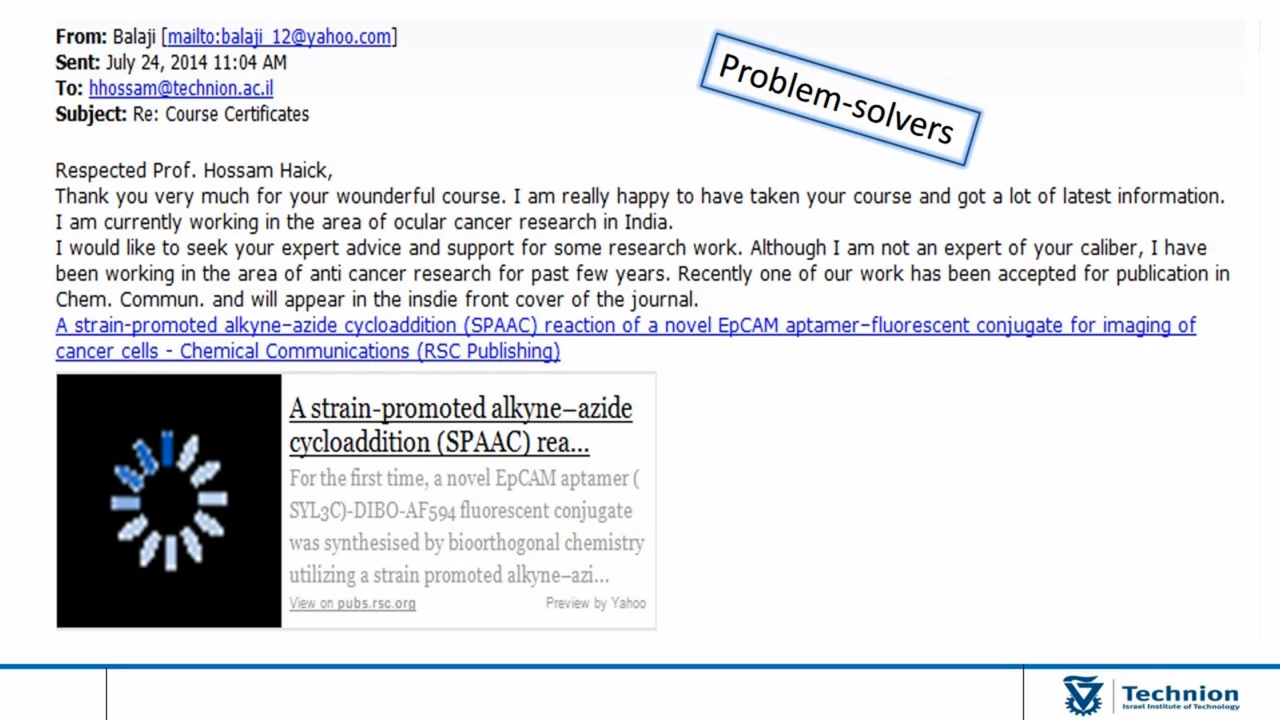 From: Balaji [mailto:balaji_12@yahoo.com]
Sent: July 24, 2014 11:04 AM
To: hhossam@technion.ac.il
Subject: Re: Course Certificates
Problem-solvers
Respected Prof. Hossam Haick,
Thank you very much for your wounderful course. I am really happy to have taken your course and got a lot of latest information.
I am currently working in the area of ocular cancer research in India.
I would like to seek your expert advice and support for some research work. Although I am not an expert of your caliber, I have
been working in the area of anti cancer research for past few years. Recently one of our work has been accepted for publication in
Chem. Commun. and will appear in the insdie front cover of the journal.
A strain-promoted alkyne–azide cycloaddition (SPAAC) reaction of a novel EpCAM aptamer–fluorescent conjugate for imaging of
cancer cells - Chemical Communications (RSC Publishing)
A strain-promoted alkyne–azide
cycloaddition (SPAAC) rea...
For the first time, a novel EpCAM aptamer (
SYL3C)-DIBO-AF594 fluorescent conjugate
was synthesised by bioorthogonal chemistry
utilizing a strain promoted alkyne–azi...
View on pubs.rsc.org Preview by Yahoo
Technion
Israel Institute of Technology